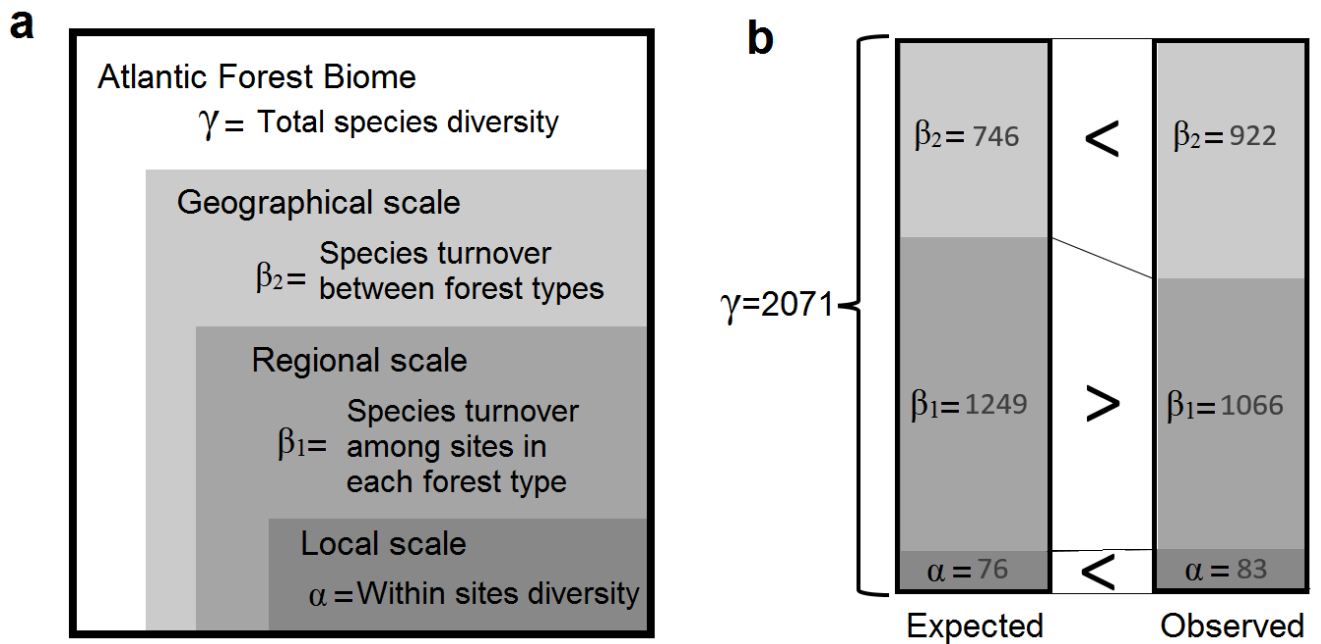 a
Atlantic Forest Biome
γ = Total species diversity
Geographical scale
β₂= Species turnover
between forest types
Regional scale
β₁= Species turnover
among sites in
each forest type
Local scale
α =Within sites diversity
b
γ=2071
β₂= 746 < β₂= 922
β₁= 1249 > β₁= 1066
α = 76 < α = 83
Expected Observed